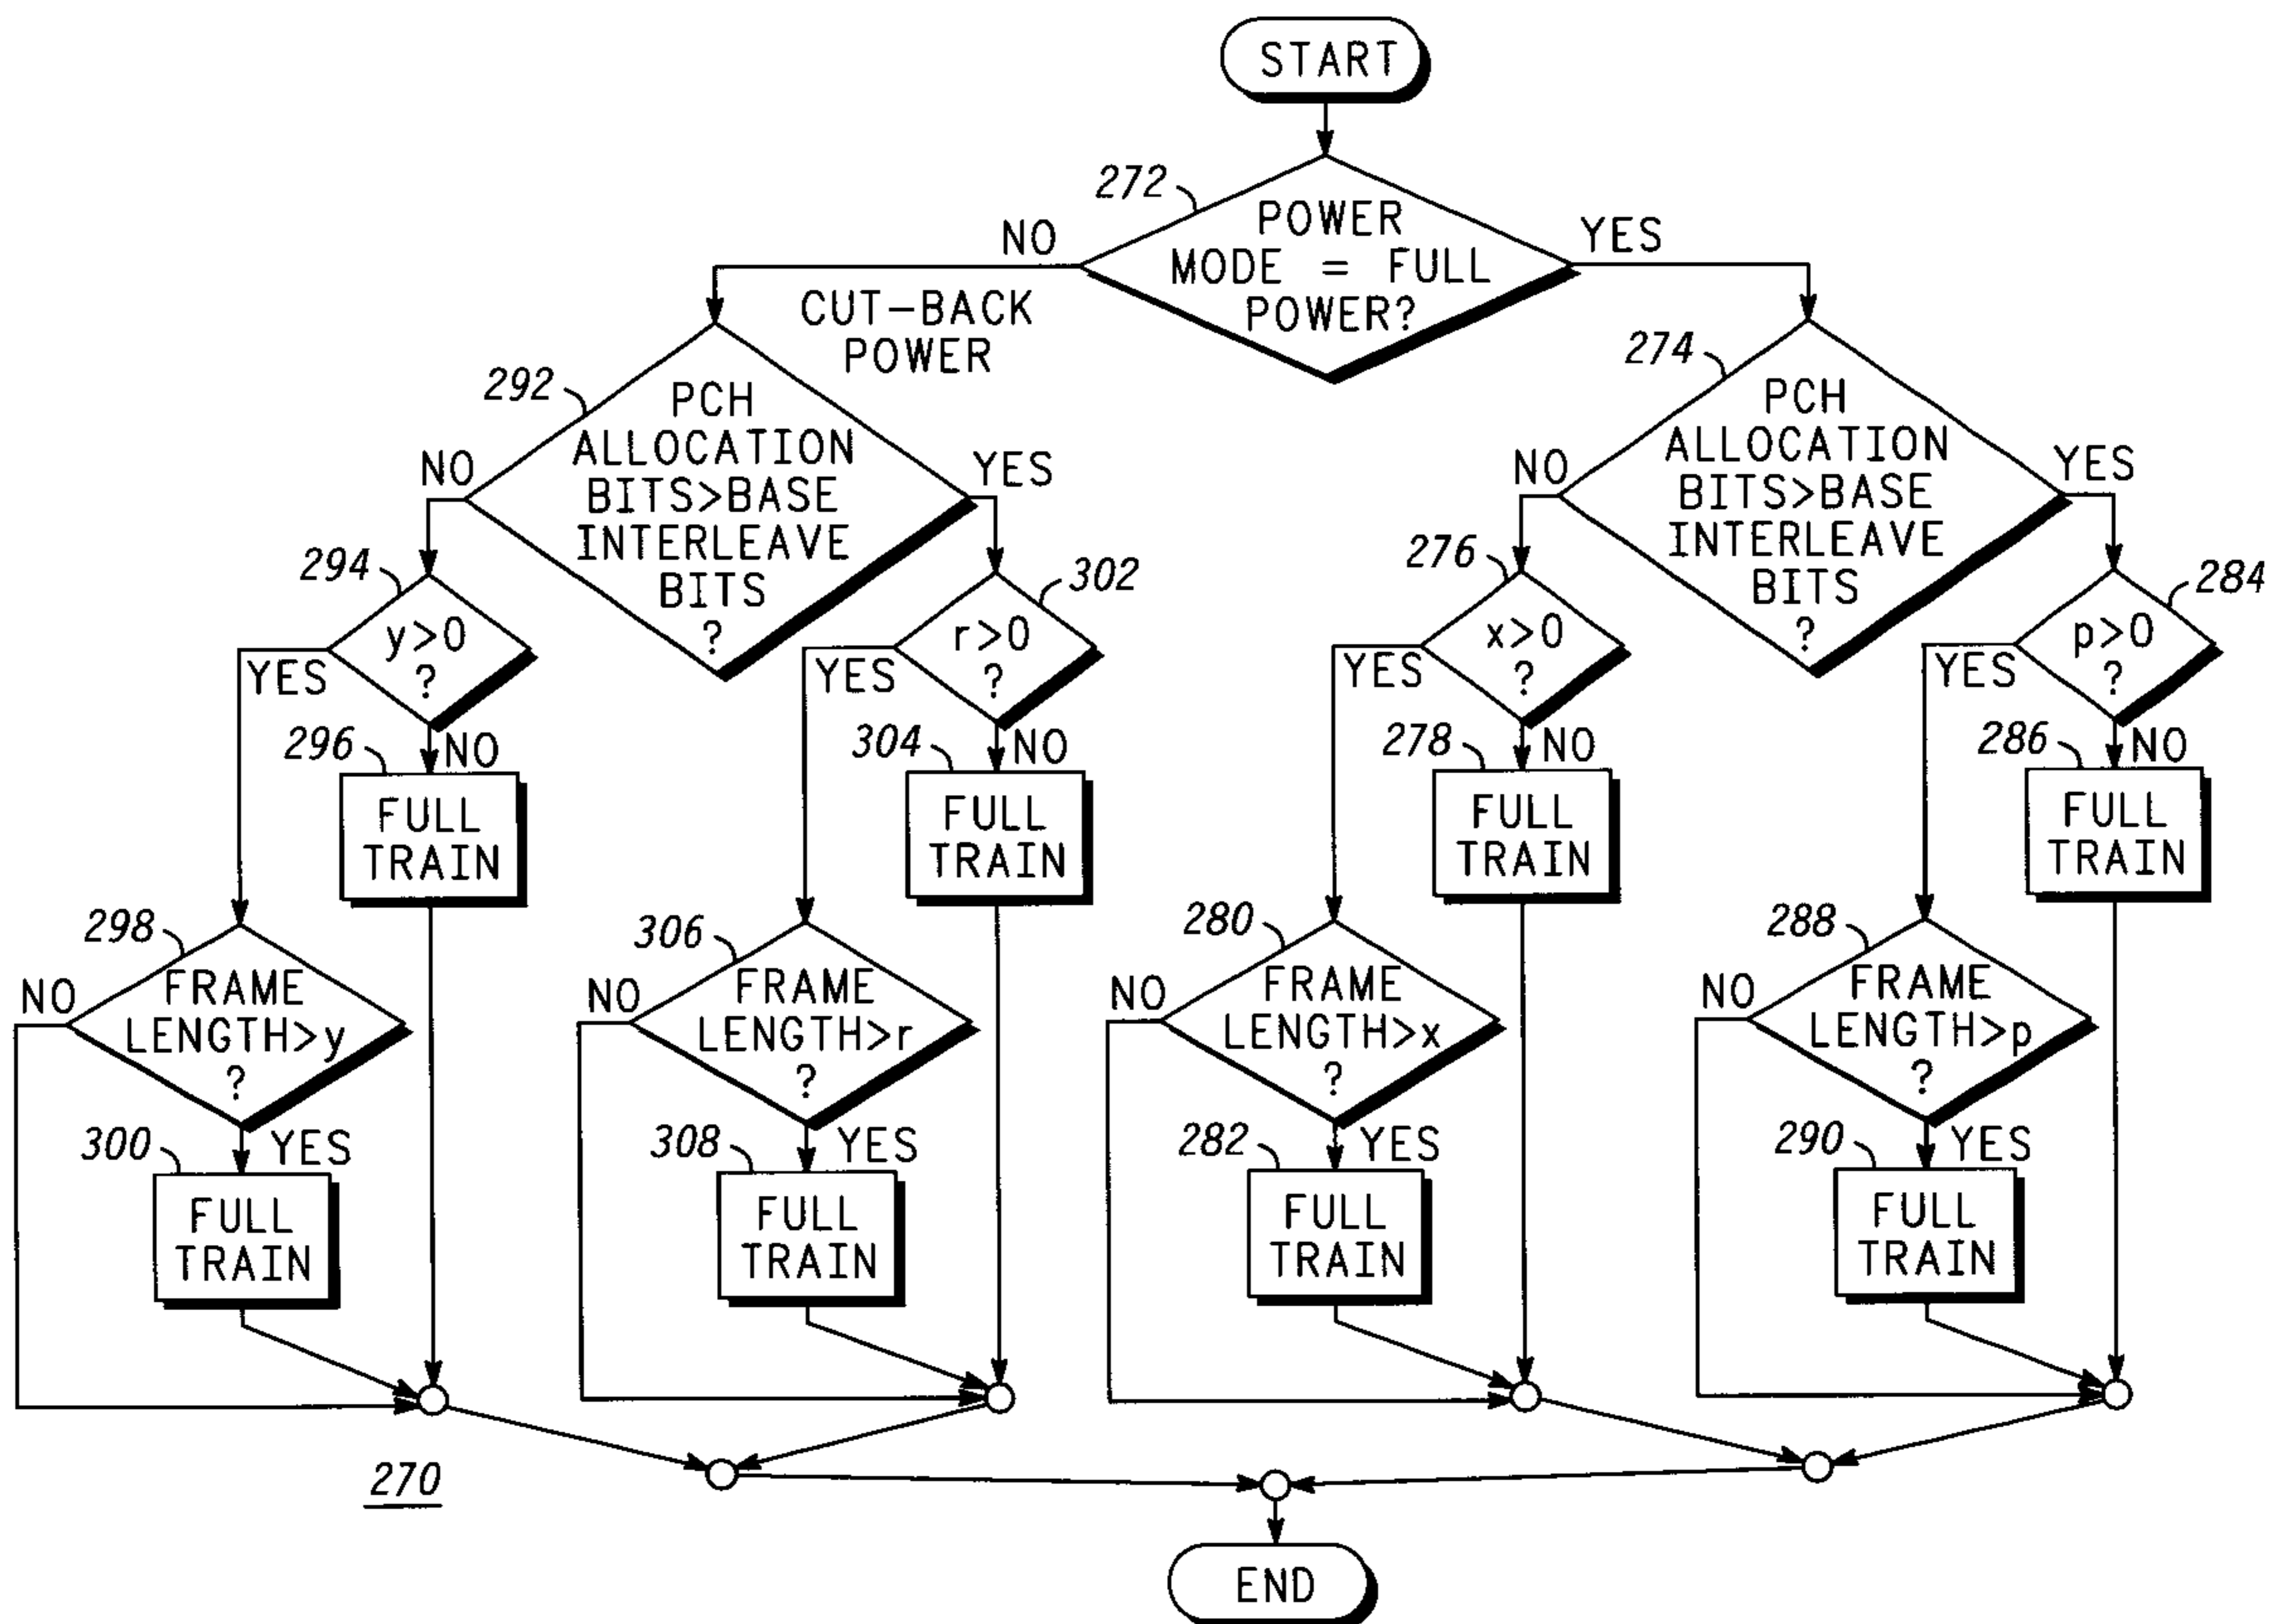 START
272
POWER
MODE = FULL
POWER?
NO
YES
CUT-BACK
POWER
292
PCH
ALLOCATION
BITS>BASE
INTERLEAVE
BITS
?
NO
YES
274
PCH
ALLOCATION
BITS>BASE
INTERLEAVE
BITS
?
NO
YES
294
y>0
?
YES
NO
302
r>0
?
YES
NO
276
x>0
?
YES
NO
284
p>0
?
YES
NO
296
FULL
TRAIN
304
FULL
TRAIN
278
FULL
TRAIN
286
FULL
TRAIN
298
FRAME
LENGTH>y
?
NO
YES
306
FRAME
LENGTH>r
?
NO
YES
280
FRAME
LENGTH>x
?
NO
YES
288
FRAME
LENGTH>p
?
NO
YES
300
FULL
TRAIN
308
FULL
TRAIN
282
FULL
TRAIN
290
FULL
TRAIN
270
END